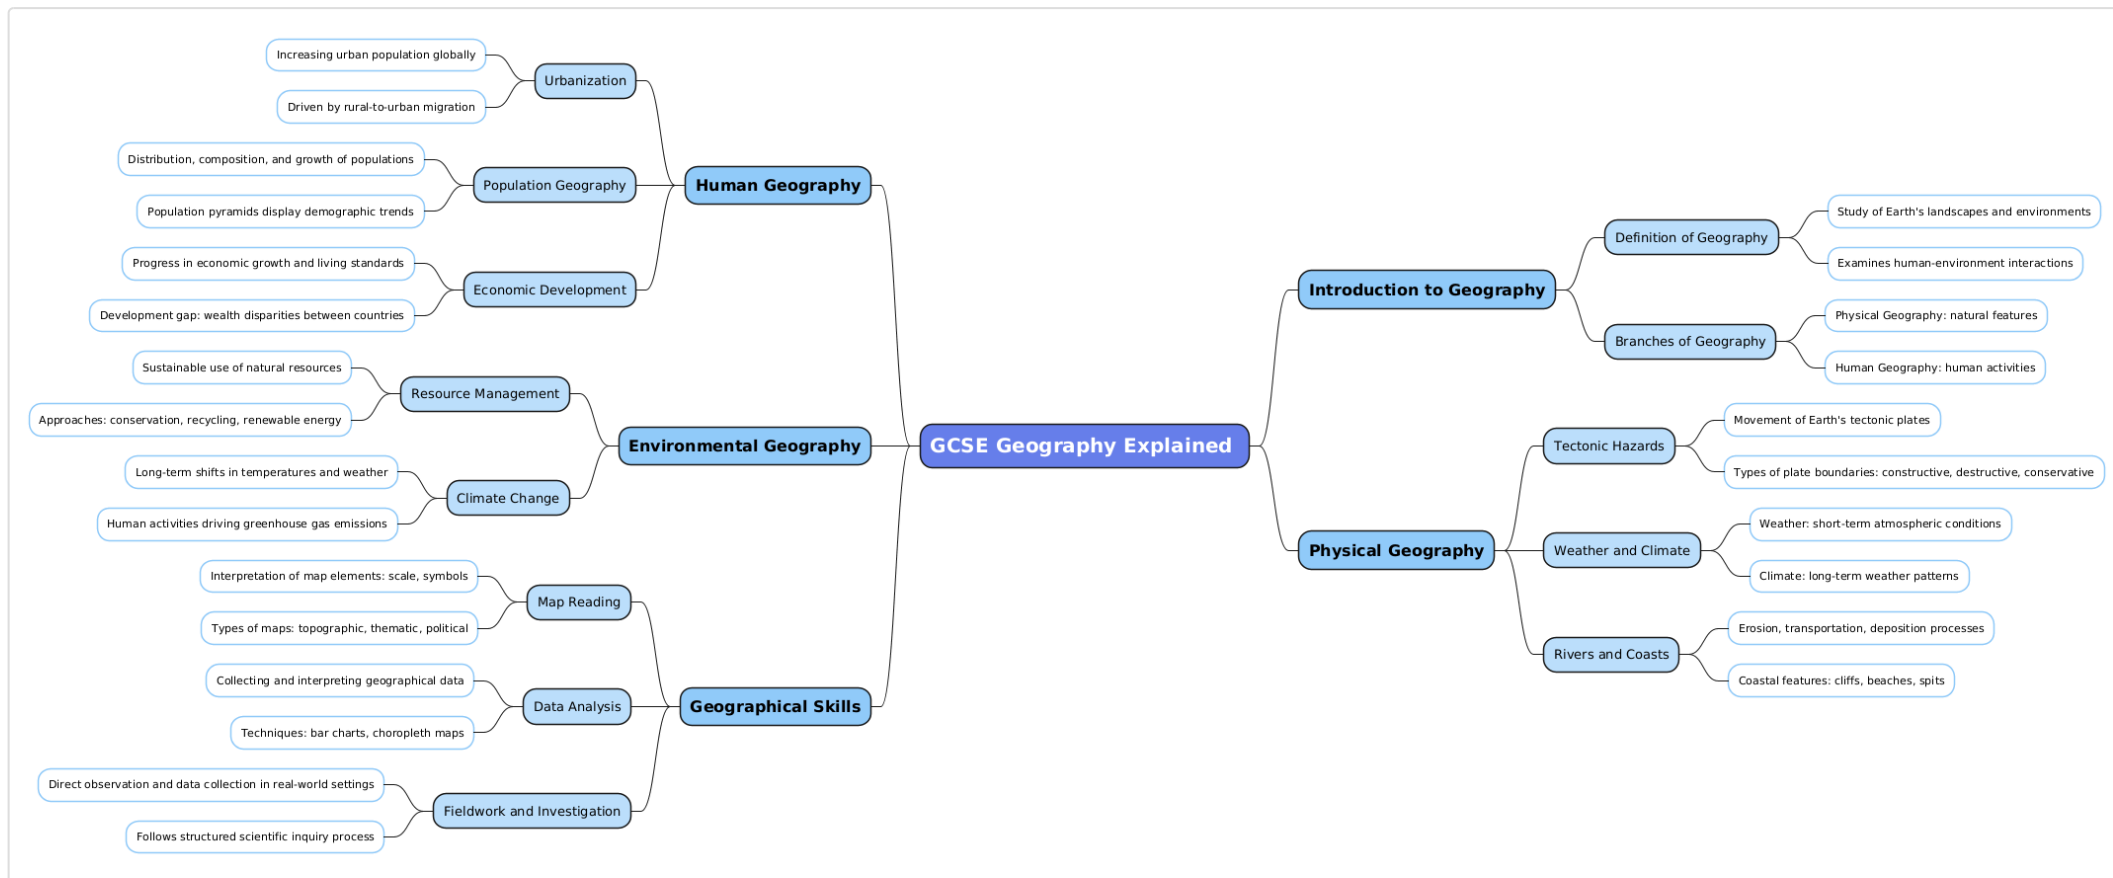 GCSE Geography Explained
Introduction to Geography
Definition of Geography
Study of Earth's landscapes and environments
Examines human-environment interactions
Branches of Geography
Physical Geography: natural features
Human Geography: human activities
Physical Geography
Tectonic Hazards
Movement of Earth's tectonic plates
Types of plate boundaries: constructive, destructive, conservative
Weather and Climate
Weather: short-term atmospheric conditions
Climate: long-term weather patterns
Rivers and Coasts
Erosion, transportation, deposition processes
Coastal features: cliffs, beaches, spits
Human Geography
Urbanization
Increasing urban population globally
Driven by rural-to-urban migration
Population Geography
Distribution, composition, and growth of populations
Population pyramids display demographic trends
Economic Development
Progress in economic growth and living standards
Development gap: wealth disparities between countries
Environmental Geography
Resource Management
Sustainable use of natural resources
Approaches: conservation, recycling, renewable energy
Climate Change
Long-term shifts in temperatures and weather
Human activities driving greenhouse gas emissions
Geographical Skills
Map Reading
Interpretation of map elements: scale, symbols
Types of maps: topographic, thematic, political
Data Analysis
Collecting and interpreting geographical data
Techniques: bar charts, choropleth maps
Fieldwork and Investigation
Direct observation and data collection in real-world settings
Follows structured scientific inquiry process